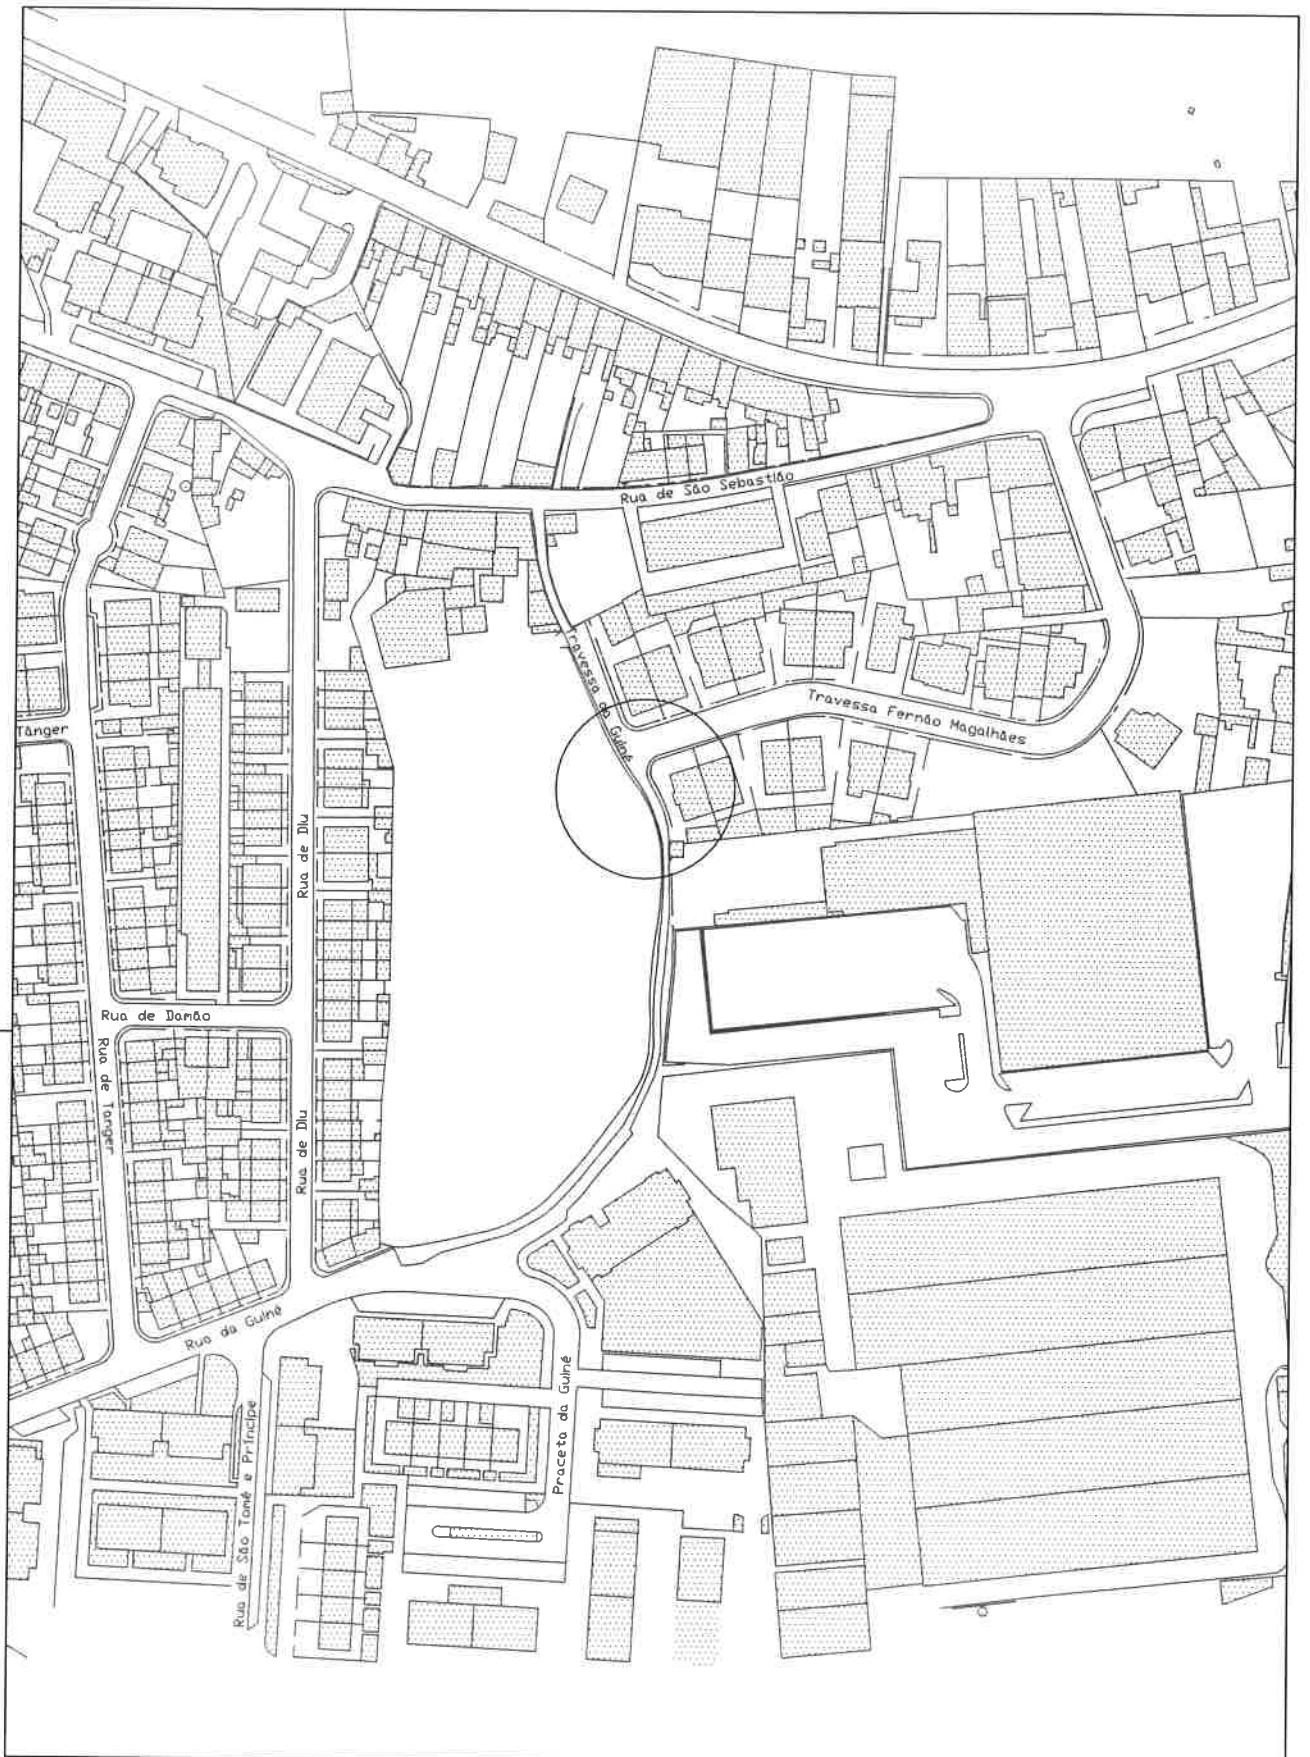 Rua de São Sebastião
Travessa da Guiné
Travessa Fernão Magalhães
Tânger
Rua de Diu
Rua de Damão
Rua de Tanger
Rua de Diu
Rua da Guiné
Praceta da Guiné
Rua de São Tomé e Príncipe